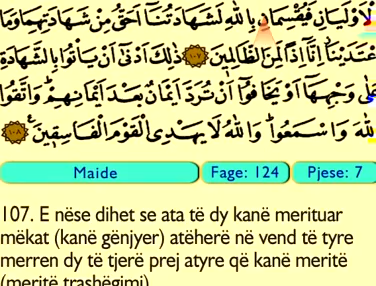 الْاَوْلَيَانِ فَيُقْسِمَانِ بِاللّٰهِ لَشَهَادَتُنَٓا اَحَقُّ مِنْ شَهَادَتِهِمَا وَمَا
اعْتَدَيْنَاۘ اِنَّٓا اِذًا لَمِنَ الظَّالِمٖينَ ﴿١٠٧﴾ ذٰلِكَ اَدْنٰٓى اَنْ يَاْتُوا بِالشَّهَادَةِ
عَلٰى وَجْهِهَٓا اَوْ يَخَافُٓوا اَنْ تُرَدَّ اَيْمَانٌ بَعْدَ اَيْمَانِهِمْۜ وَاتَّقُوا
اللّٰهَ وَاسْمَعُواۜ وَاللّٰهُ لَا يَهْدِى الْقَوْمَ الْفَاسِقٖينَ ﴿١٠٨﴾
Maide Fage: 124 Pjese: 7
107. E nëse dihet se ata të dy kanë merituar
mëkat (kanë gënjyer) atëherë në vend të tyre
merren dy të tjerë prej atyre që kanë meritë
(meritë trashëgimi)